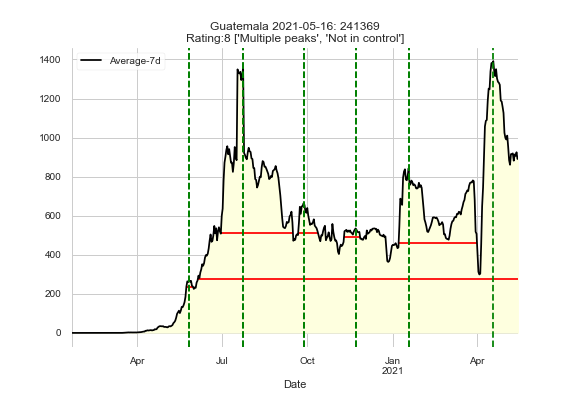 Guatemala 2021-05-16: 241369
Rating:8 ['Multiple peaks', 'Not in control']
Average-7d
1400
1200
1000
800
600
400
200
0
Apr
Jul
Oct
Jan
2021
Apr
Date